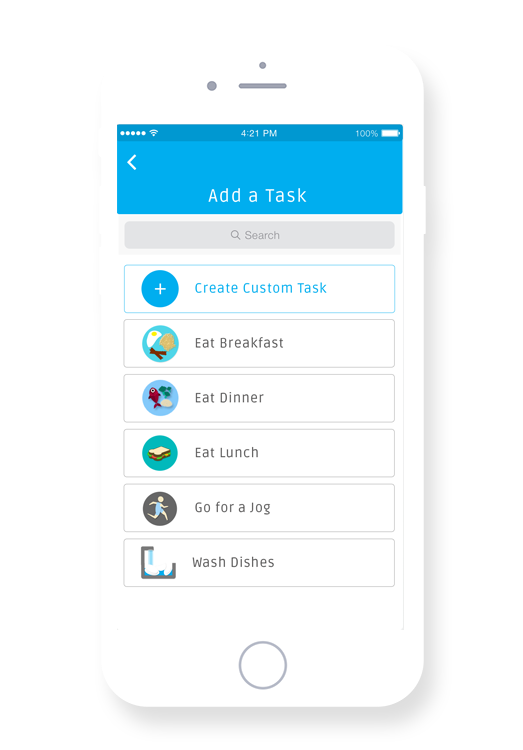 4:21 PM
100%
Add a Task
Search
Create Custom Task
Eat Breakfast
Eat Dinner
Eat Lunch
Go for a Jog
Wash Dishes